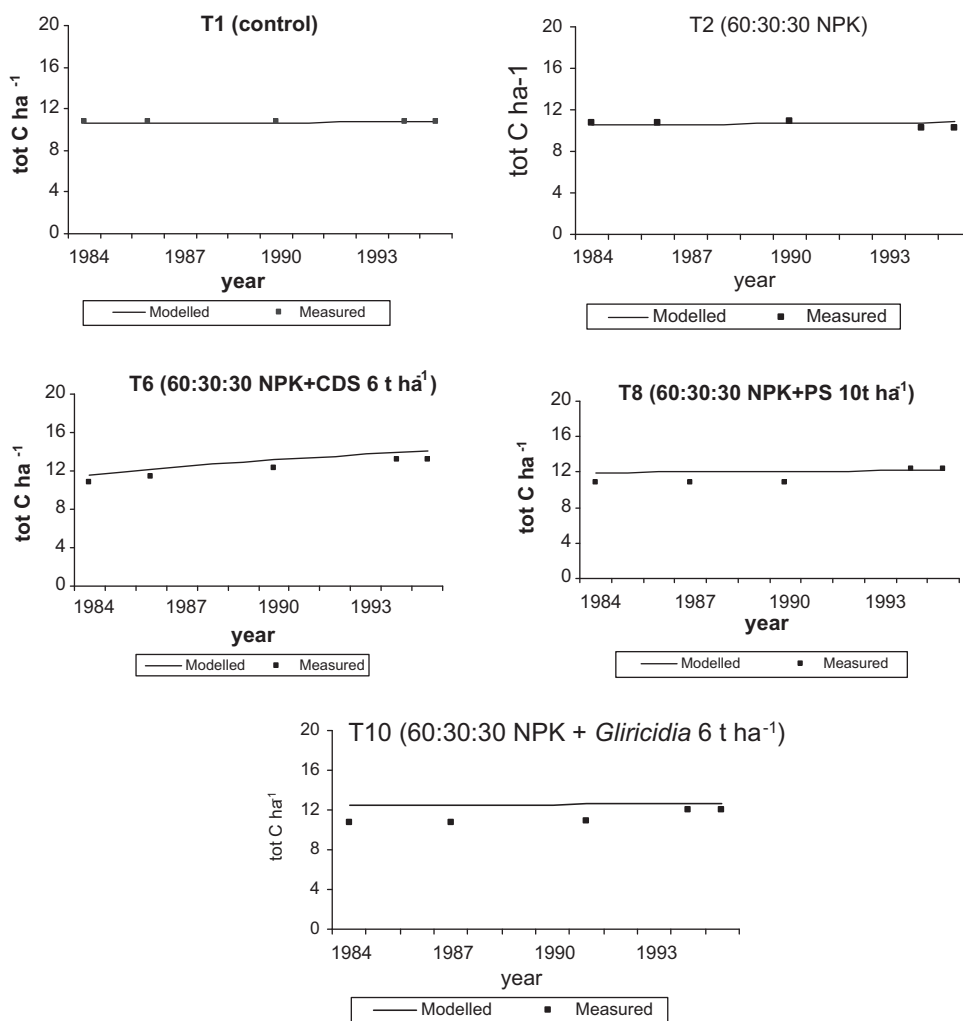 T1 (control)
20
16
12
8
4
0
tot C ha -1
1984 1987 1990 1993
year
Modelled Measured
T2 (60:30:30 NPK)
20
16
12
8
4
0
tot C ha-1
1984 1987 1990 1993
year
Modelled Measured
T6 (60:30:30 NPK+CDS 6 t ha-1)
20
16
12
8
4
0
tot C ha -1
1984 1987 1990 1993
year
Modelled Measured
T8 (60:30:30 NPK+PS 10t ha-1)
20
16
12
8
4
0
tot C ha -1
1984 1987 1990 1993
year
Modelled Measured
T10 (60:30:30 NPK + Gliricidia 6 t ha-1)
20
16
12
8
4
0
tot C ha-1
1984 1987 1990 1993
year
Modelled Measured